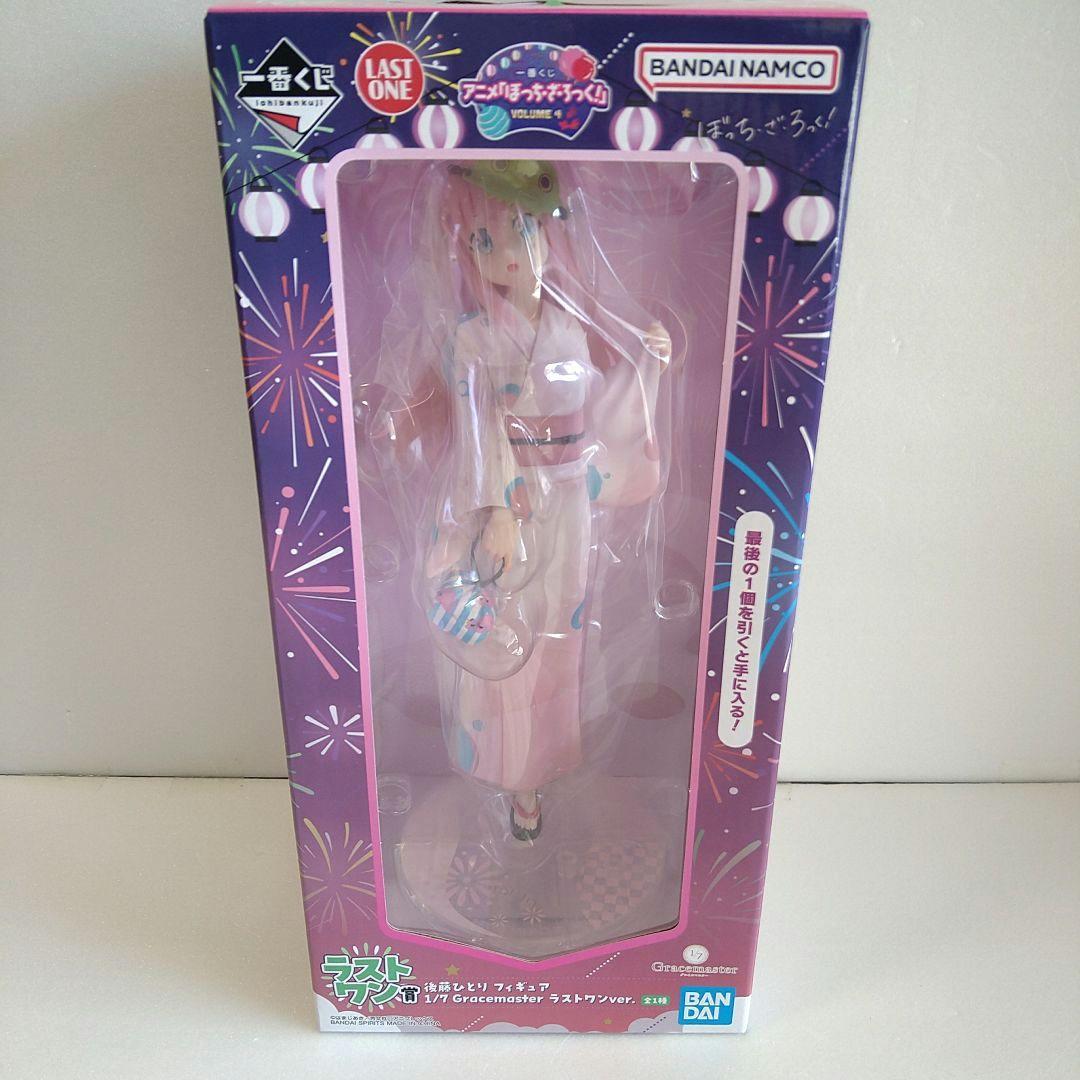 一番くじ
ichibankuji
LAST
ONE
一番くじ
アニメ「ぼっち・ざ・ろっく!」
VOLUME 4
BANDAI NAMCO
ぼっち・ざ・ろっく!
最後の1個を引くと手に入る!
ラスト
ワン賞
後藤ひとり フィギュア
1/7 Gracemaster ラストワンver. 全1種
1/7
Gracemaster
BAN
DAI
BANDAI SPIRITS MADE IN CHINA